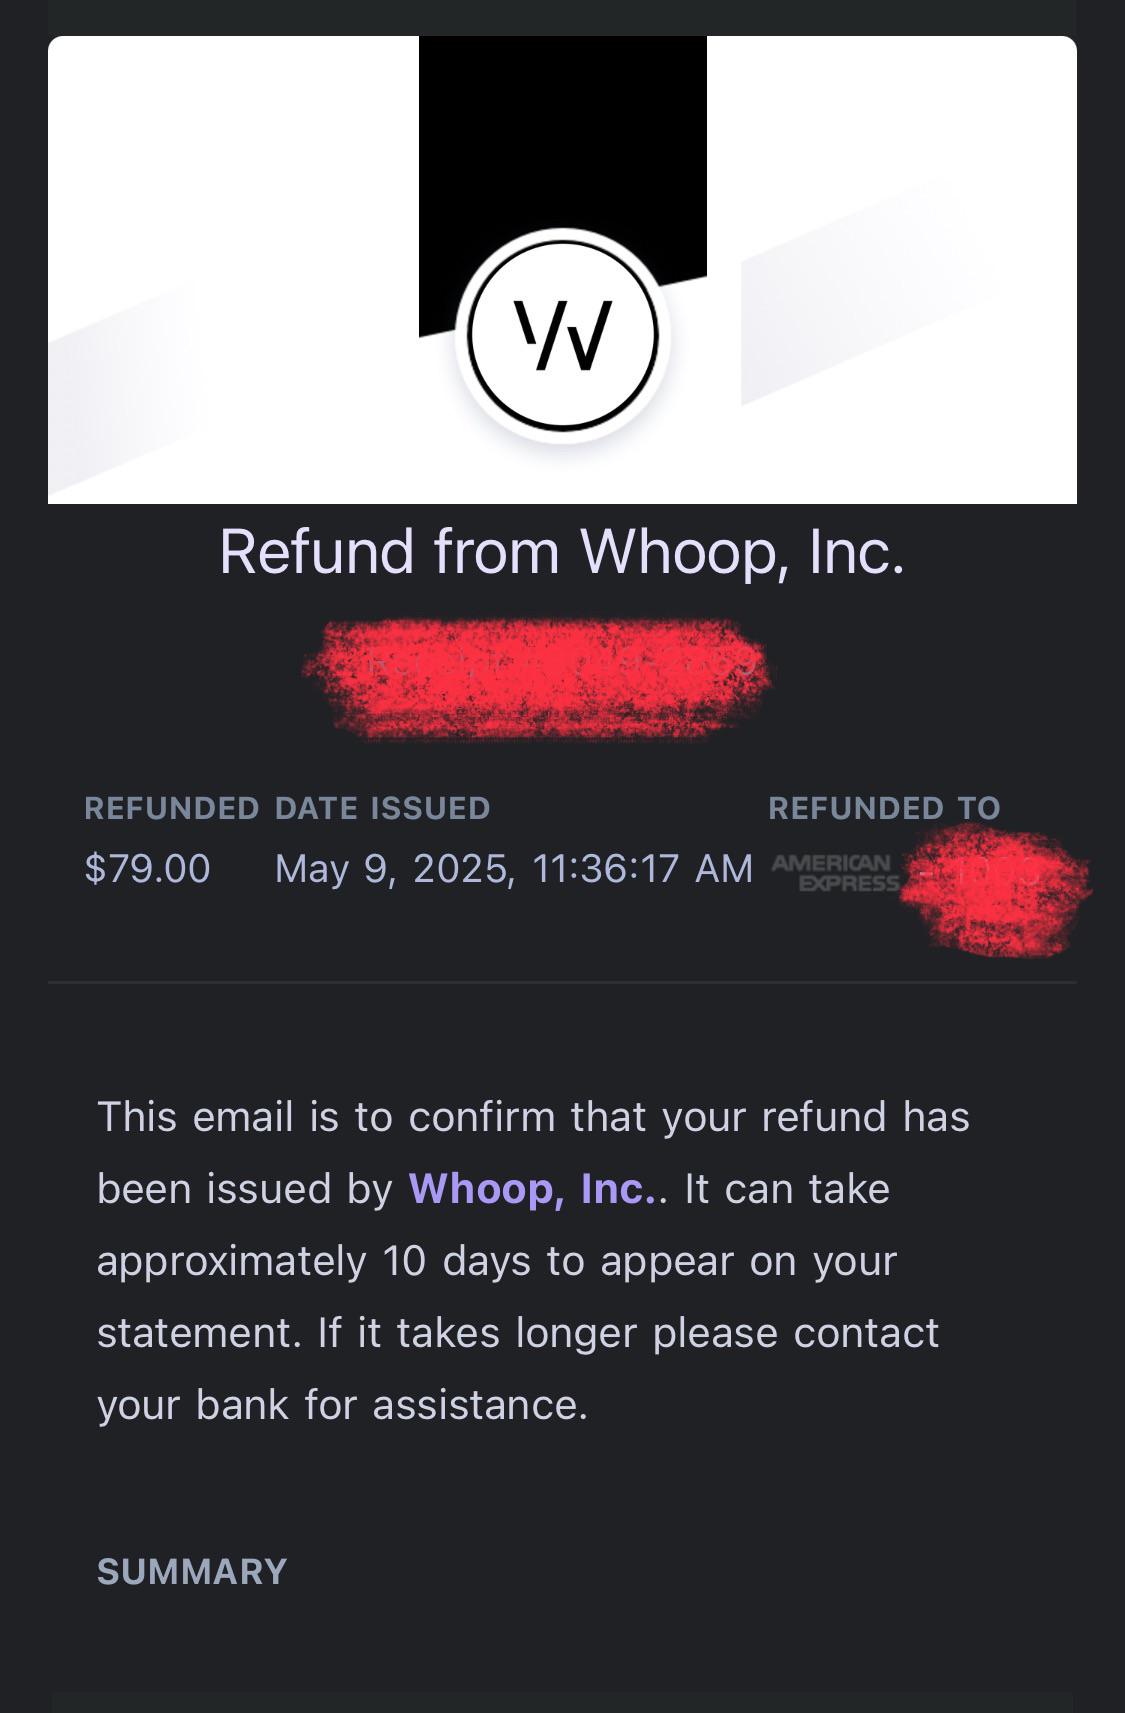 Refund from Whoop, Inc.
REFUNDED DATE ISSUED REFUNDED TO
$79.00 May 9, 2025, 11:36:17 AM AMERICAN EXPRESS
This email is to confirm that your refund has
been issued by Whoop, Inc.. It can take
approximately 10 days to appear on your
statement. If it takes longer please contact
your bank for assistance.
SUMMARY